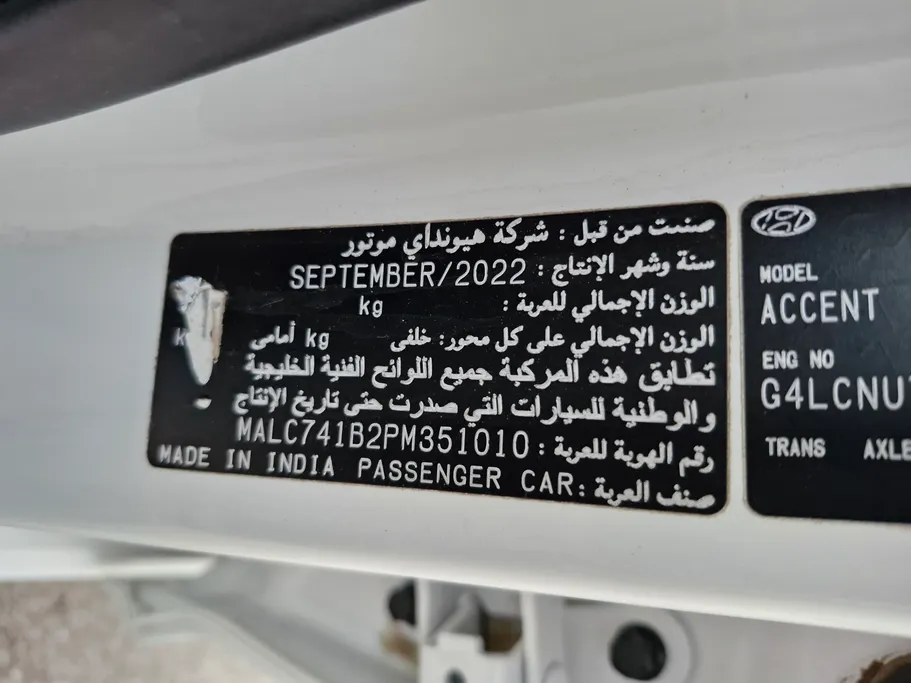 صنعت من قبل : شركة هيونداي موتور
سنة وشهر الإنتاج : SEPTEMBER/2022
الوزن الإجمالي للعربة : kg
الوزن الإجمالي على كل محور: خلفى kg أمامى k
تطابق هذه المركبة جميع اللوائح الفنية الخليجية
والوطنية للسيارات التي صدرت حتى تاريخ الإنتاج
رقم الهوية للعربة : MALC741B2PM351010
صنف العربة : MADE IN INDIA PASSENGER CAR
MODEL
ACCENT
ENG NO
G4LCNU
TRANS AXLE